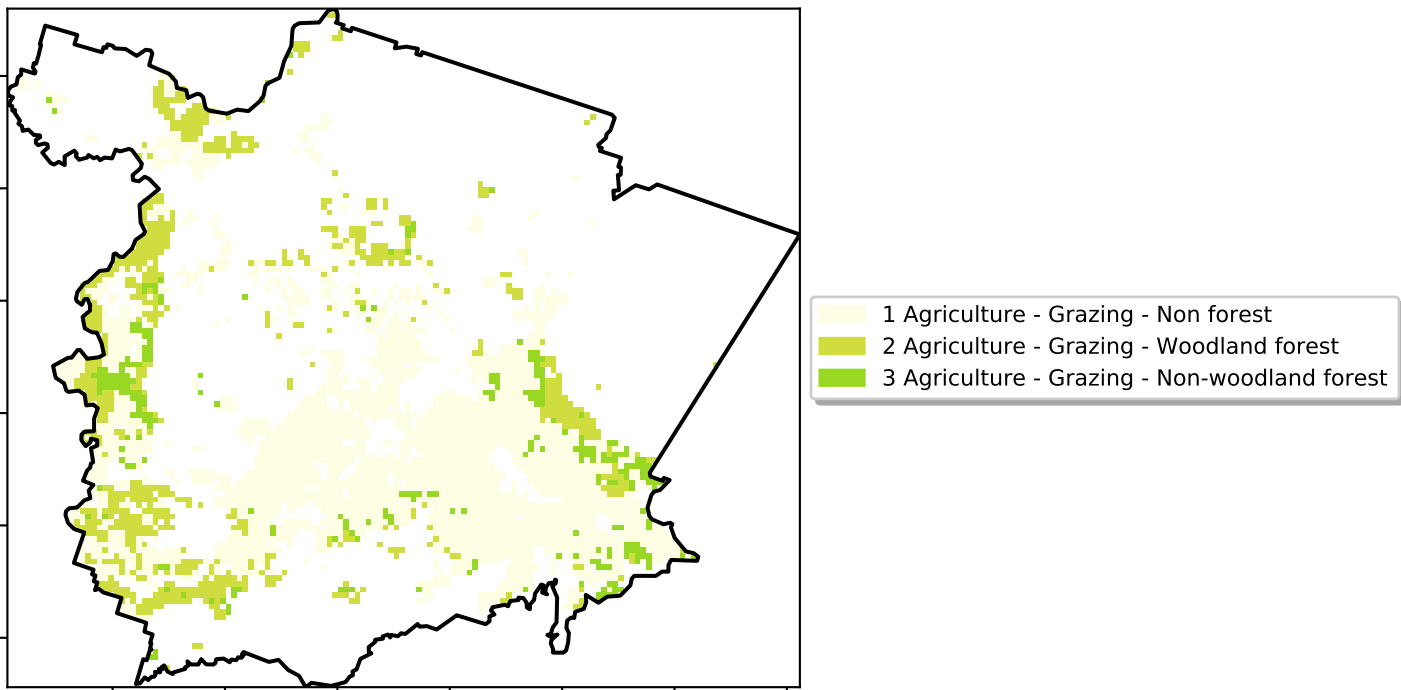 1 Agriculture - Grazing - Non forest
2 Agriculture - Grazing - Woodland forest
3 Agriculture - Grazing - Non-woodland forest